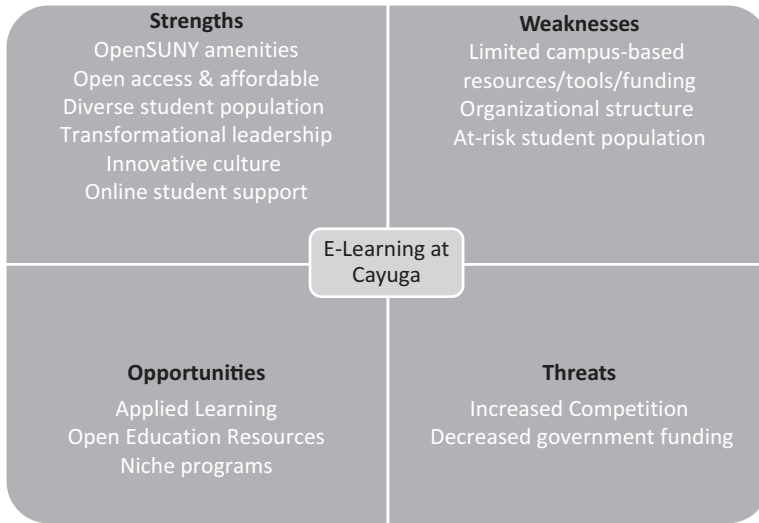 Strengths
OpenSUNY amenities
Open access & affordable
Diverse student population
Transformational leadership
Innovative culture
Online student support
Weaknesses
Limited campus-based
resources/tools/funding
Organizational structure
At-risk student population
E-Learning at
Cayuga
Opportunities
Applied Learning
Open Education Resources
Niche programs
Threats
Increased Competition
Decreased government funding